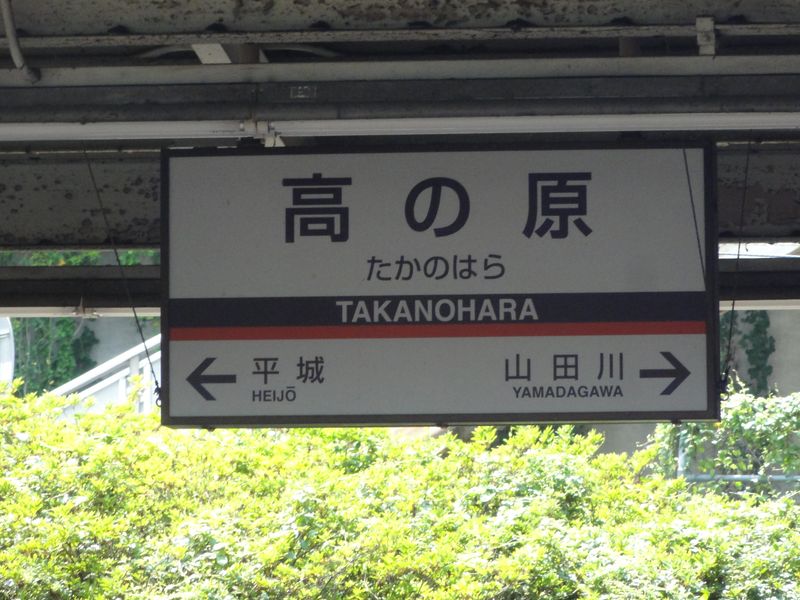 高の原
たかのはら
TAKANOHARA
← 平城 山田川 →
HEIJŌ YAMADAGAWA